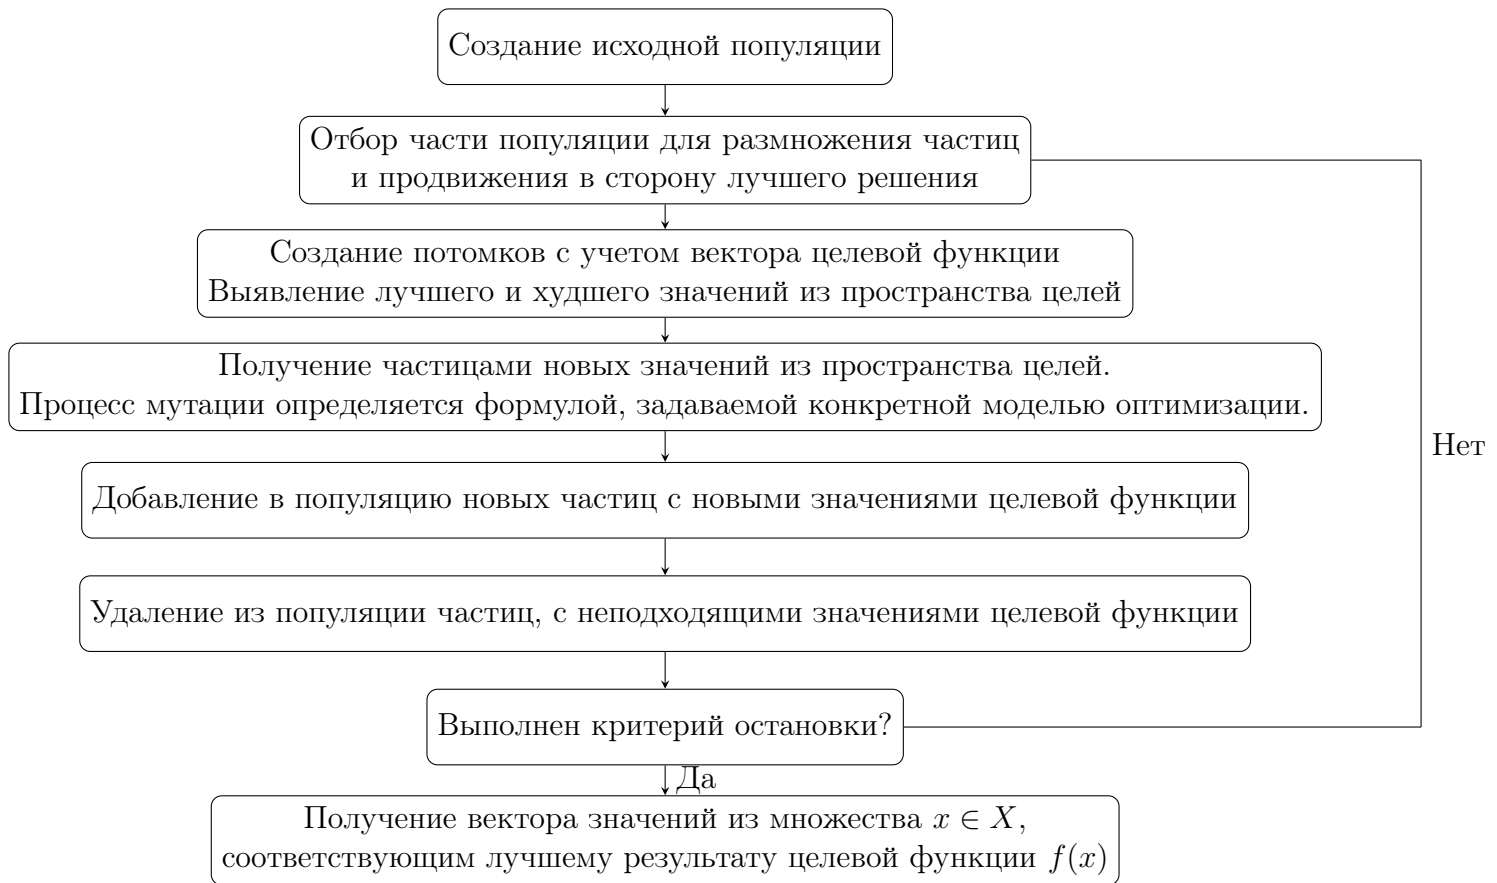 Создание исходной популяции
Отбор части популяции для размножения частиц
и продвижения в сторону лучшего решения
Создание потомков с учетом вектора целевой функции
Выявление лучшего и худшего значений из пространства целей
Получение частицами новых значений из пространства целей.
Процесс мутации определяется формулой, задаваемой конкретной моделью оптимизации.
Нет
Добавление в популяцию новых частиц с новыми значениями целевой функции
Удаление из популяции частиц, с неподходящими значениями целевой функции
Выполнен критерий остановки?
Да
Получение вектора значений из множества x ∈ X,
соответствующим лучшему результату целевой функции f(x)